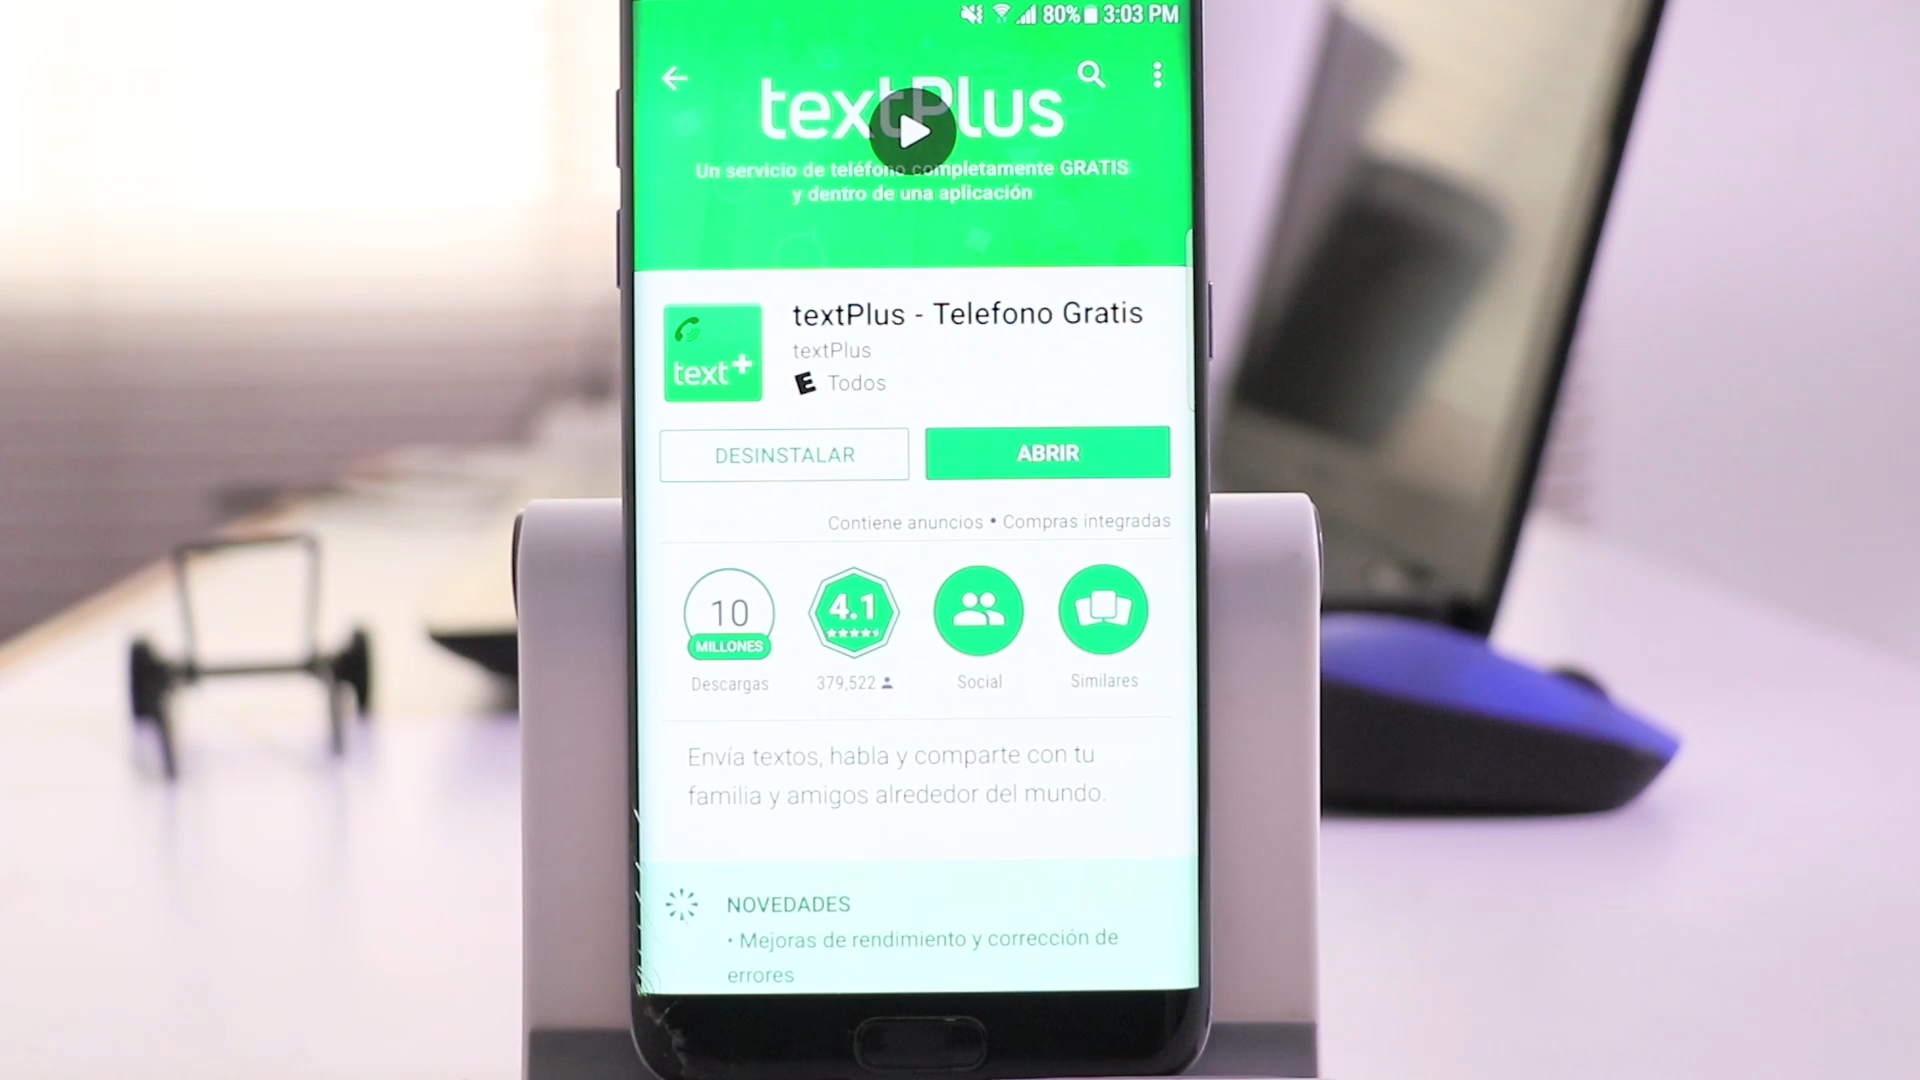 80% 3:03 PM
textPlus
Un servicio de teléfono completamente GRATIS
y dentro de una aplicación
text+
textPlus - Telefono Gratis
textPlus
E Todos
DESINSTALAR
ABRIR
Contiene anuncios • Compras integradas
10
MILLONES
Descargas
4.1
379,522
Social
Similares
Envía textos, habla y comparte con tu
familia y amigos alrededor del mundo.
NOVEDADES
• Mejoras de rendimiento y corrección de
errores